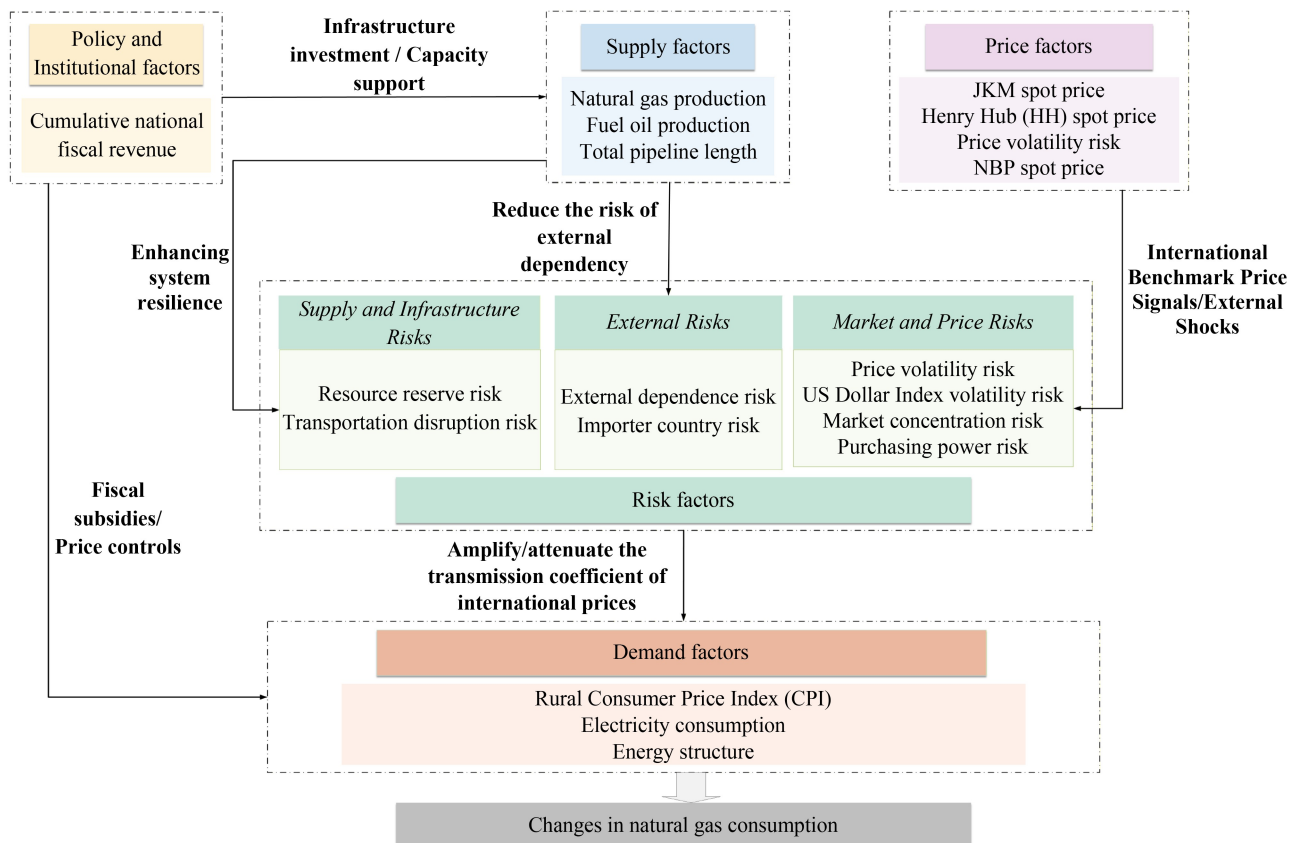 Policy and
Institutional factors
Cumulative national
fiscal revenue
Infrastructure
investment / Capacity
support
Supply factors
Natural gas production
Fuel oil production
Total pipeline length
Price factors
JKM spot price
Henry Hub (HH) spot price
Price volatility risk
NBP spot price
Enhancing
system
resilience
Reduce the risk of
external
dependency
International
Benchmark Price
Signals/External
Shocks
Supply and Infrastructure
Risks
Resource reserve risk
Transportation disruption risk
External Risks
External dependence risk
Importer country risk
Market and Price Risks
Price volatility risk
US Dollar Index volatility risk
Market concentration risk
Purchasing power risk
Risk factors
Fiscal
subsidies/
Price controls
Amplify/attenuate the
transmission coefficient of
international prices
Demand factors
Rural Consumer Price Index (CPI)
Electricity consumption
Energy structure
Changes in natural gas consumption